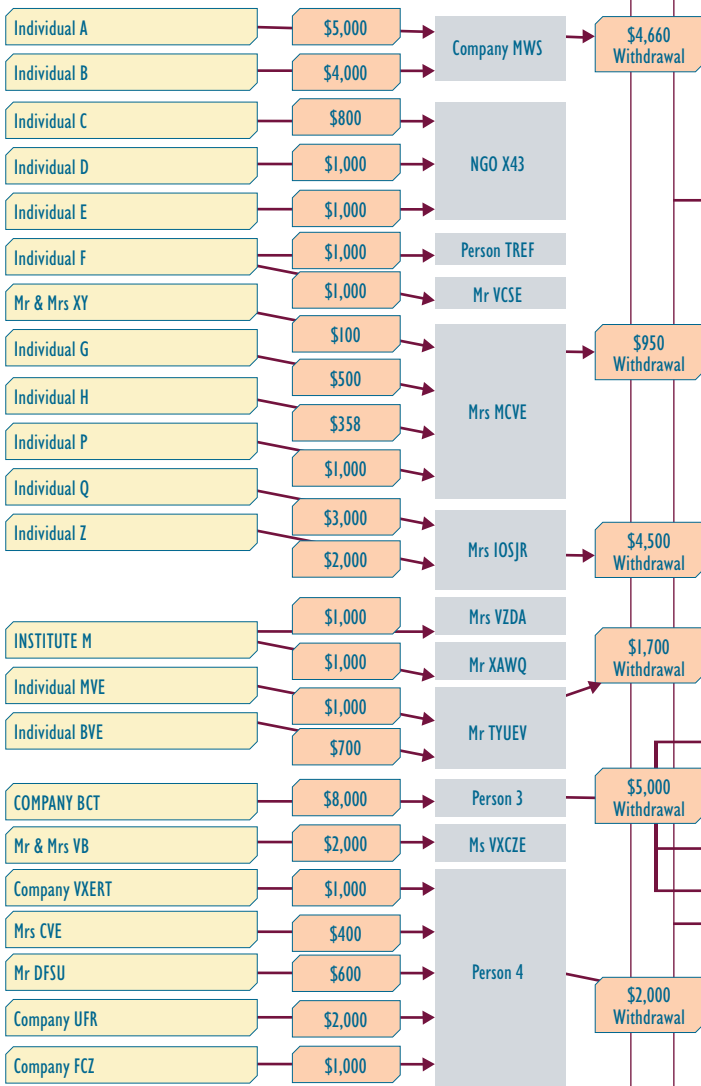 Individual A
$5,000
Company MWS
$4,660
Withdrawal
Individual B
$4,000
Individual C
$800
NGO X43
Individual D
$1,000
Individual E
$1,000
Individual F
$1,000
Person TREF
$1,000
Mr VCSE
Mr & Mrs XY
$100
Mrs MCVE
$950
Withdrawal
Individual G
$500
Individual H
$358
Individual P
$1,000
Individual Q
$3,000
Mrs IOSJR
$4,500
Withdrawal
Individual Z
$2,000
INSTITUTE M
$1,000
Mrs VZDA
$1,000
Mr XAWQ
Individual MVE
$1,000
Mr TYUEV
$1,700
Withdrawal
Individual BVE
$700
COMPANY BCT
$8,000
Person 3
$5,000
Withdrawal
Mr & Mrs VB
$2,000
Ms VXCZE
Company VXERT
$1,000
Person 4
$2,000
Withdrawal
Mrs CVE
$400
Mr DFSU
$600
Company UFR
$2,000
Company FCZ
$1,000